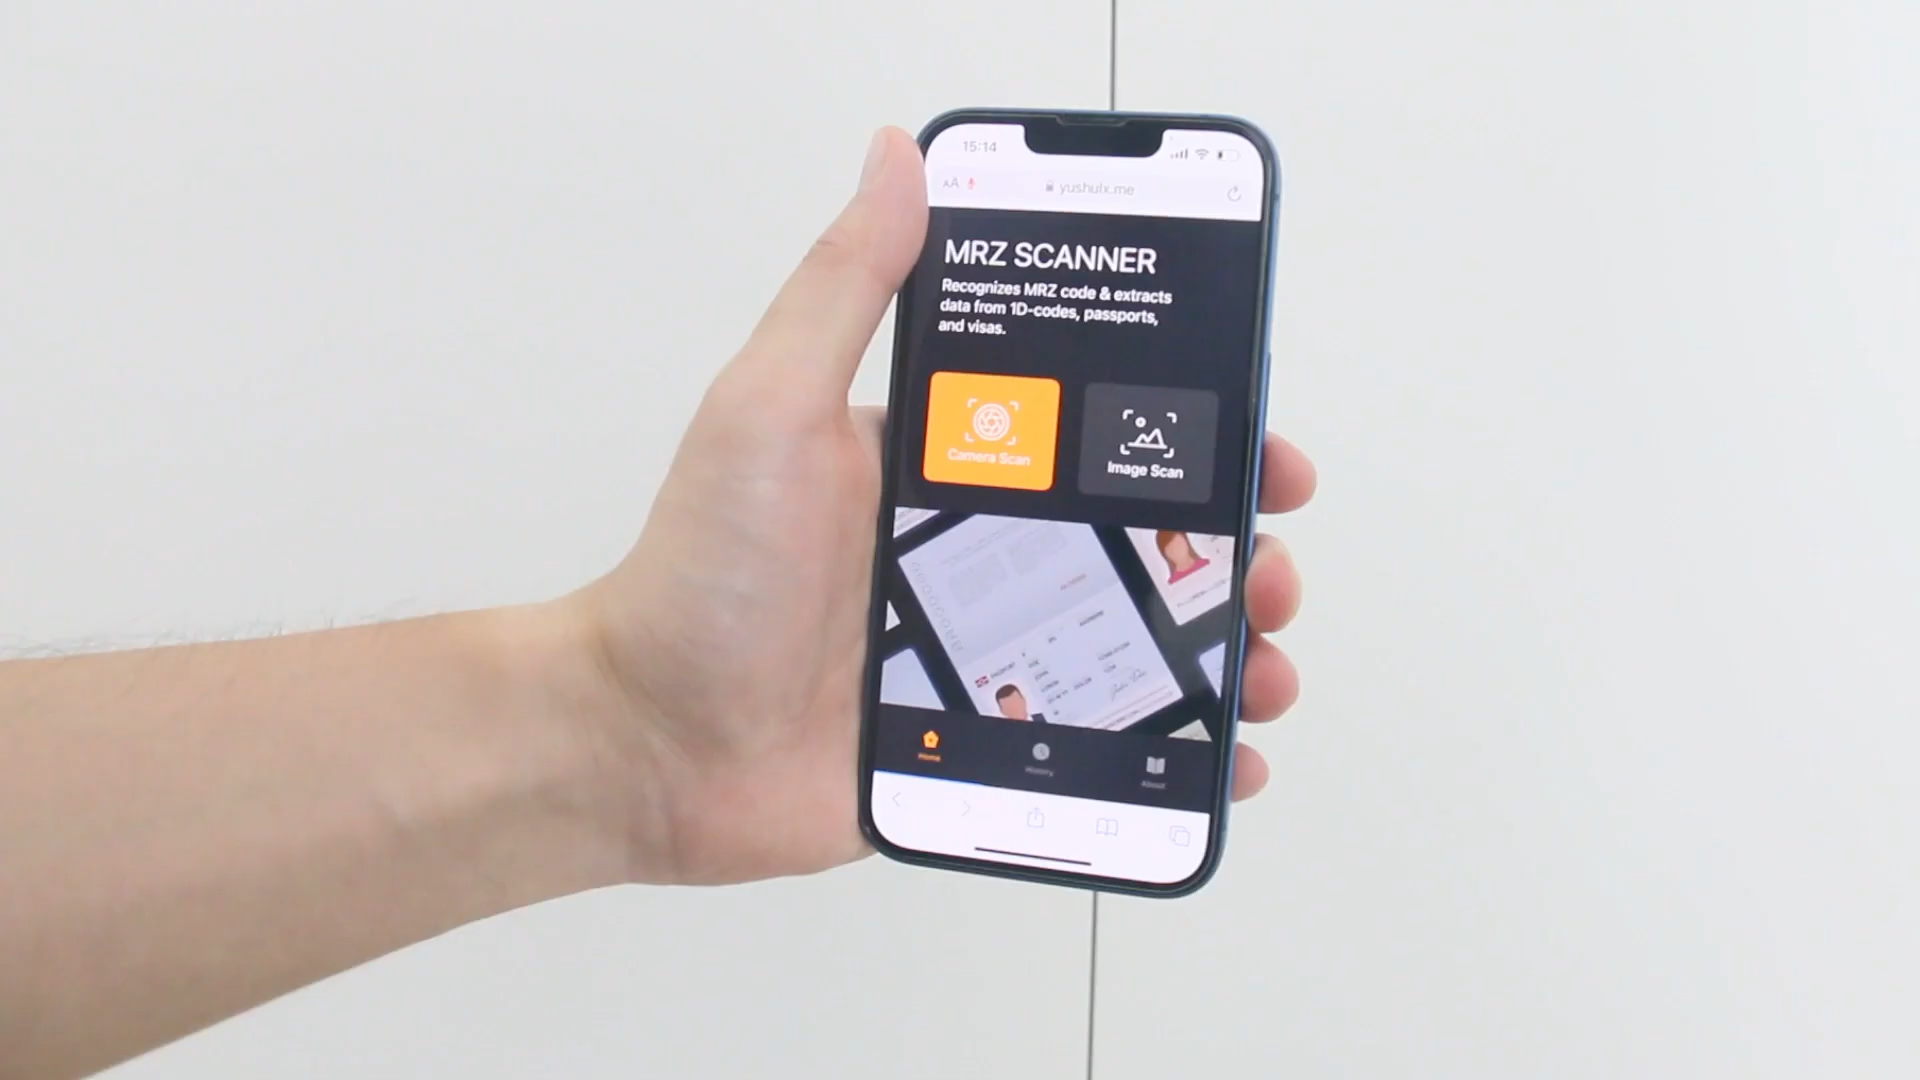 15:14
AA
yushulx.me
MRZ SCANNER
Recognizes MRZ code & extracts
data from 1D-codes, passports,
and visas.
Camera Scan
Image Scan
Home
History
About